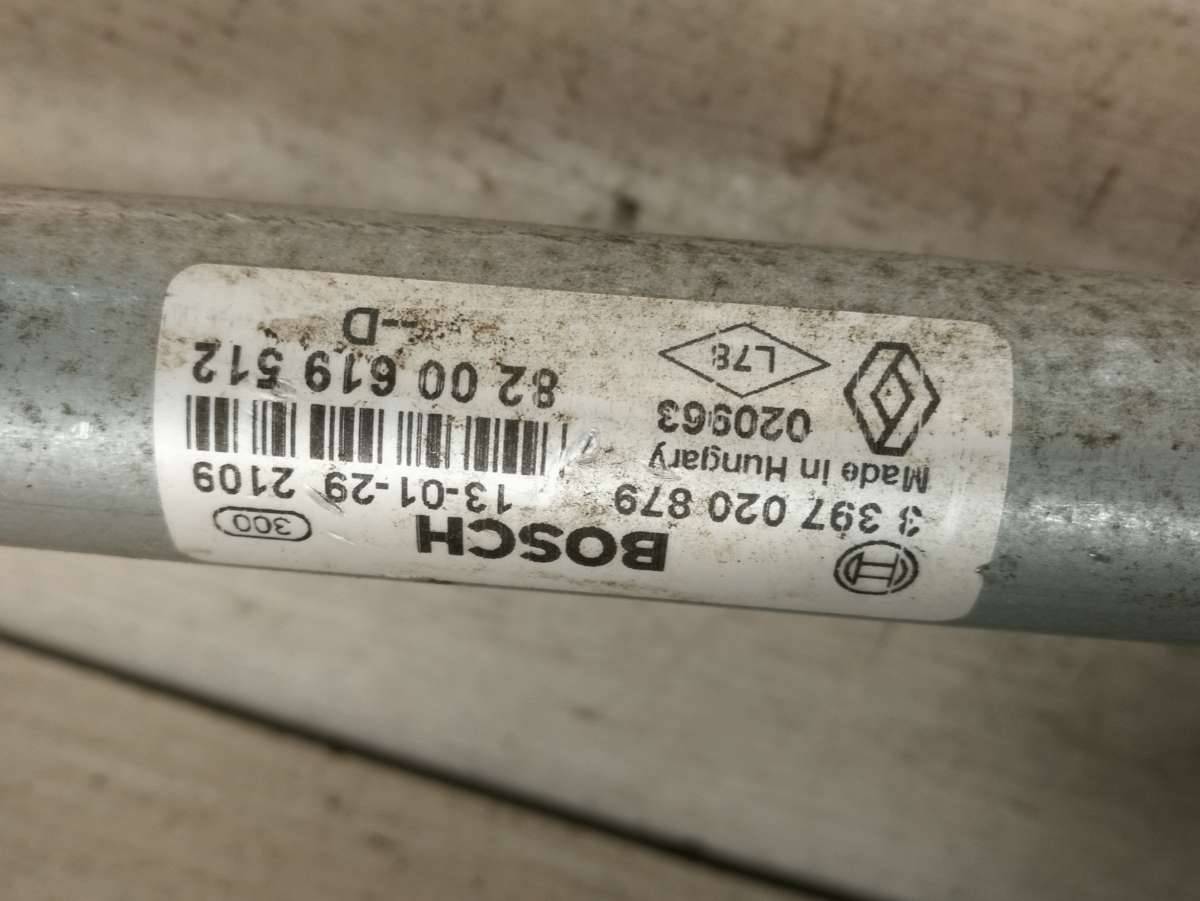 BOSCH
300
3 397 020 879
13-01-29 2109
Made in Hungary
020963
L78
82 00 619 512
--D